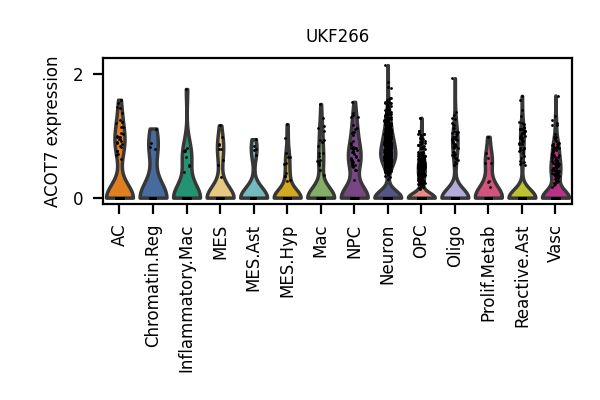 UKF266
ACOT7 expression
2
0
AC
Chromatin.Reg
Inflammatory.Mac
MES
MES.Ast
MES.Hyp
Mac
NPC
Neuron
OPC
Oligo
Prolif.Metab
Reactive.Ast
Vasc